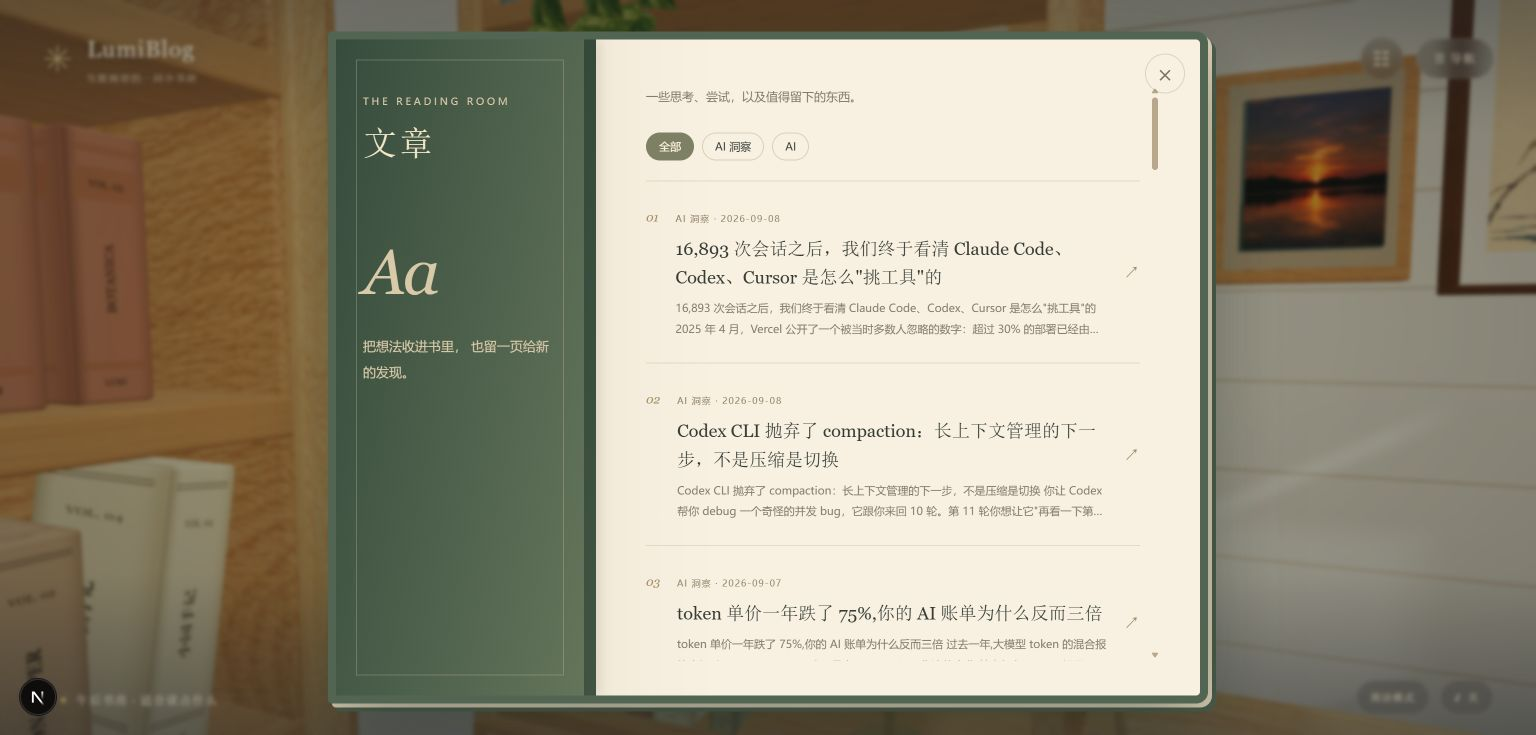 LumiBlog
THE READING ROOM
文章
Aa
把想法收进书里， 也留一页给新
的发现。
一些思考、尝试，以及值得留下的东西。
全部 AI 洞察 AI
01 AI 洞察 · 2026-09-08
16,893 次会话之后，我们终于看清 Claude Code、
Codex、Cursor 是怎么"挑工具"的
16,893 次会话之后，我们终于看清 Claude Code、Codex、Cursor 是怎么"挑工具"的
2025 年 4 月，Vercel 公开了一个被当时多数人忽略的数字：超过 30% 的部署已经由...
02 AI 洞察 · 2026-09-08
Codex CLI 抛弃了 compaction：长上下文管理的下一
步，不是压缩是切换
Codex CLI 抛弃了 compaction：长上下文管理的下一步，不是压缩是切换 你让 Codex
帮你 debug 一个奇怪的并发 bug，它跟你来回 10 轮。第 11 轮你想让它"再看一下第...
03 AI 洞察 · 2026-09-07
token 单价一年跌了 75%,你的 AI 账单为什么反而三倍
token 单价一年跌了 75%,你的 AI 账单为什么反而三倍 过去一年,大模型 token 的混合报
VOL. 04
BOTANICA
N